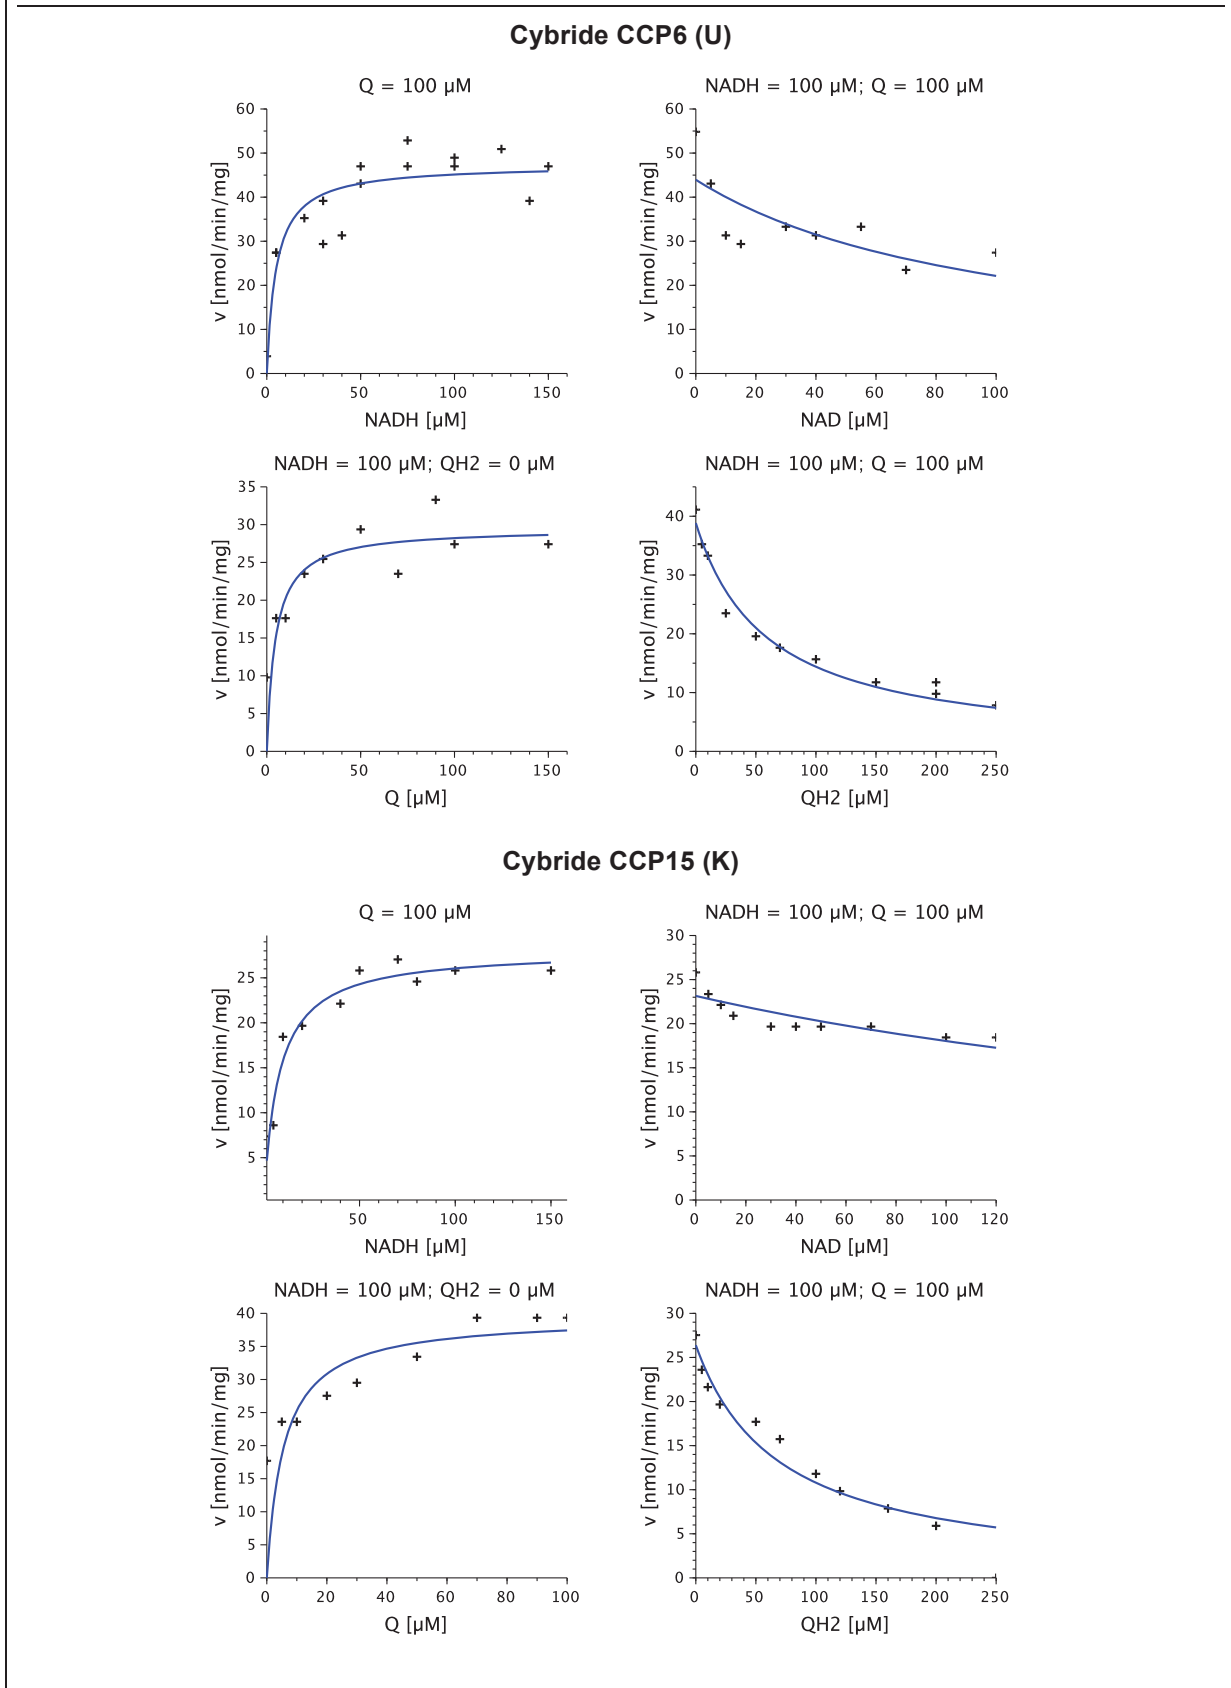 Cybride CCP6 (U)
Q = 100 µM
NADH = 100 µM; Q = 100 µM
60
50
40
30
20
10
0
v [nmol/min/mg]
0 50 100 150
NADH [µM]
60
50
40
30
20
10
0
v [nmol/min/mg]
0 20 40 60 80 100
NAD [µM]
NADH = 100 µM; QH2 = 0 µM
NADH = 100 µM; Q = 100 µM
35
30
25
20
15
10
5
0
v [nmol/min/mg]
0 50 100 150
Q [µM]
40
30
20
10
0
v [nmol/min/mg]
0 50 100 150 200 250
QH2 [µM]
Cybride CCP15 (K)
Q = 100 µM
NADH = 100 µM; Q = 100 µM
25
20
15
10
5
v [nmol/min/mg]
50 100 150
NADH [µM]
30
25
20
15
10
5
0
v [nmol/min/mg]
0 20 40 60 80 100 120
NAD [µM]
NADH = 100 µM; QH2 = 0 µM
NADH = 100 µM; Q = 100 µM
40
35
30
25
20
15
10
5
0
v [nmol/min/mg]
0 20 40 60 80 100
Q [µM]
30
25
20
15
10
5
0
v [nmol/min/mg]
0 50 100 150 200 250
QH2 [µM]